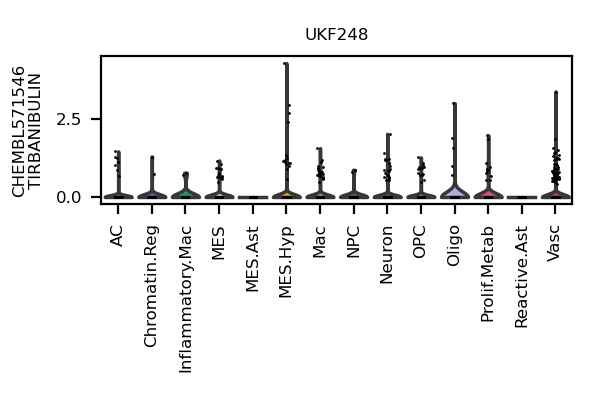 UKF248
CHEMBL571546
TIRBANIBULIN
2.5
0.0
AC
Chromatin.Reg
Inflammatory.Mac
MES
MES.Ast
MES.Hyp
Mac
NPC
Neuron
OPC
Oligo
Prolif.Metab
Reactive.Ast
Vasc